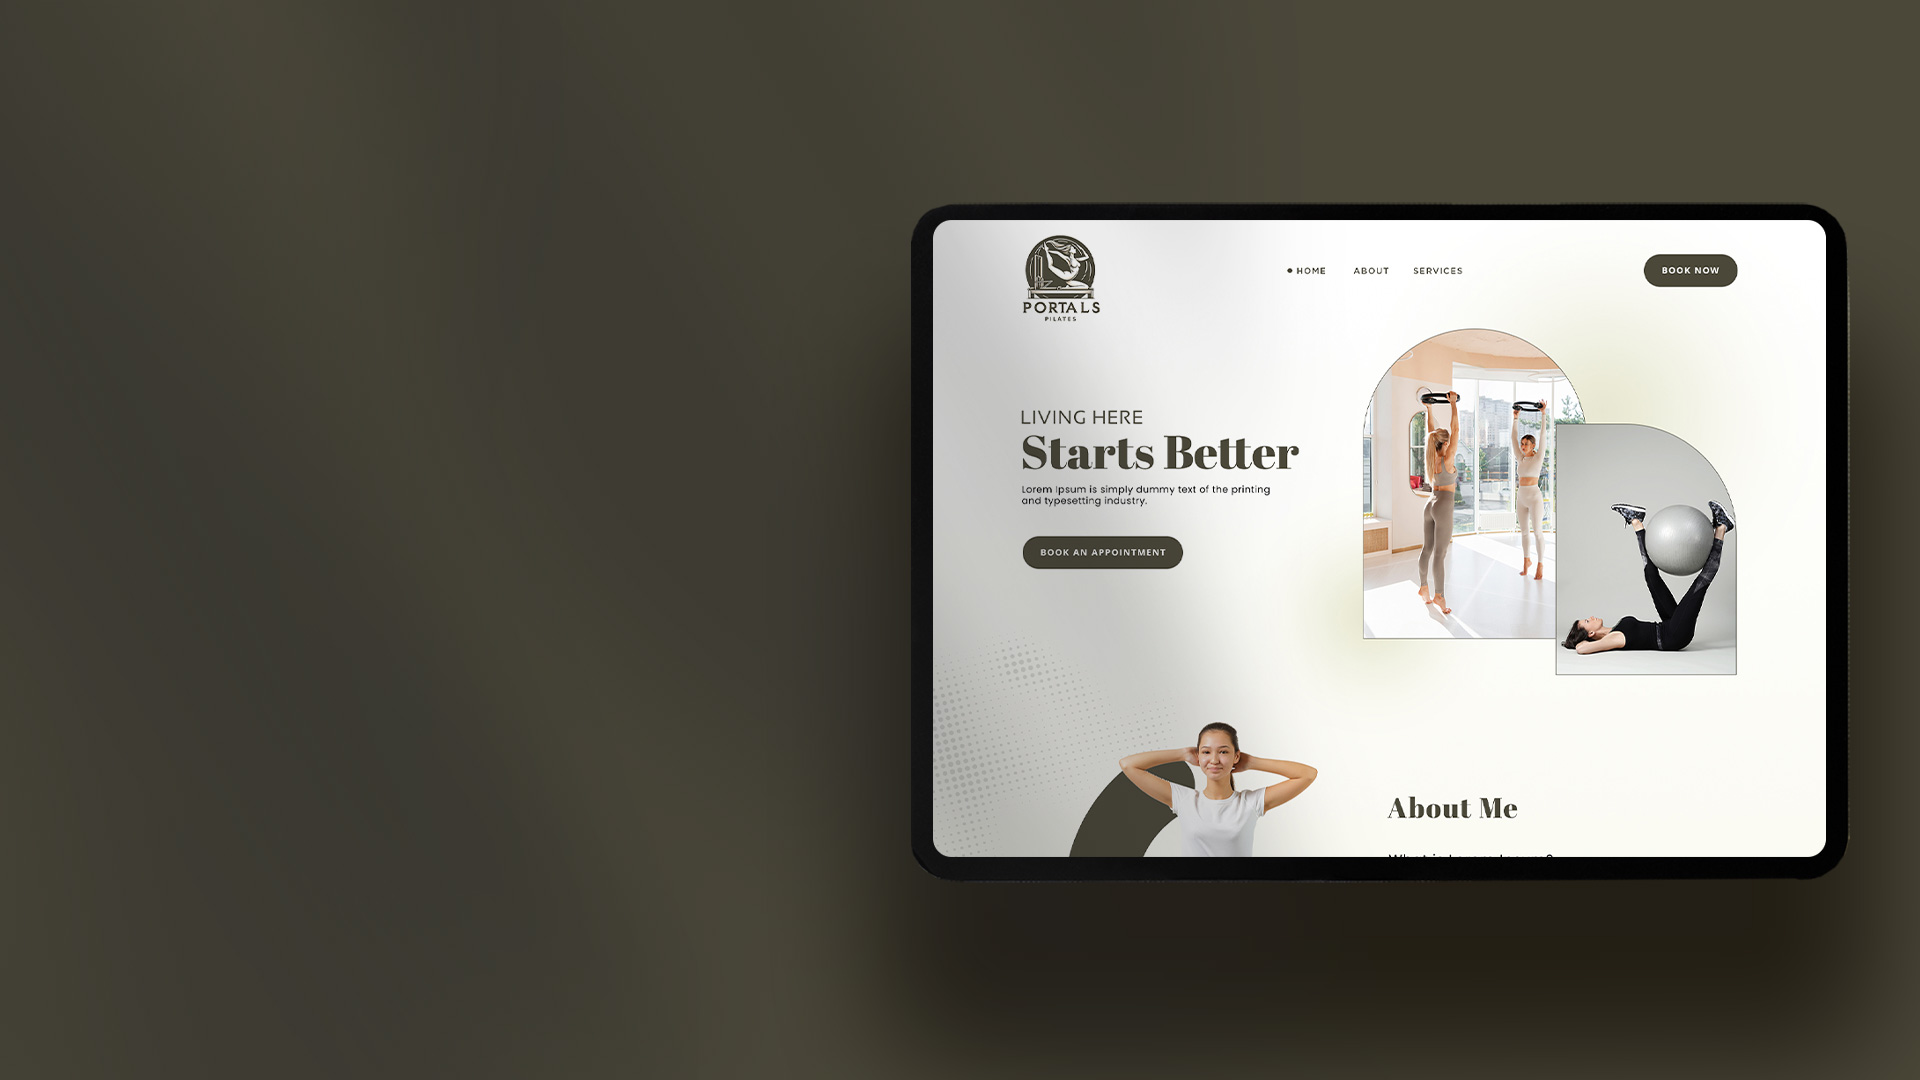 PORTALS
PILATES
HOME ABOUT SERVICES
BOOK NOW
LIVING HERE
Starts Better
Lorem Ipsum is simply dummy text of the printing
and typesetting industry.
BOOK AN APPOINTMENT
About Me